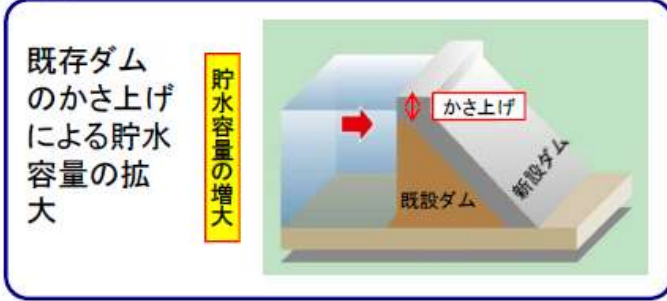 既存ダム
のかさ上げ
による貯水
容量の拡
大
貯水容量の増大
かさ上げ
既設ダム
新設ダム